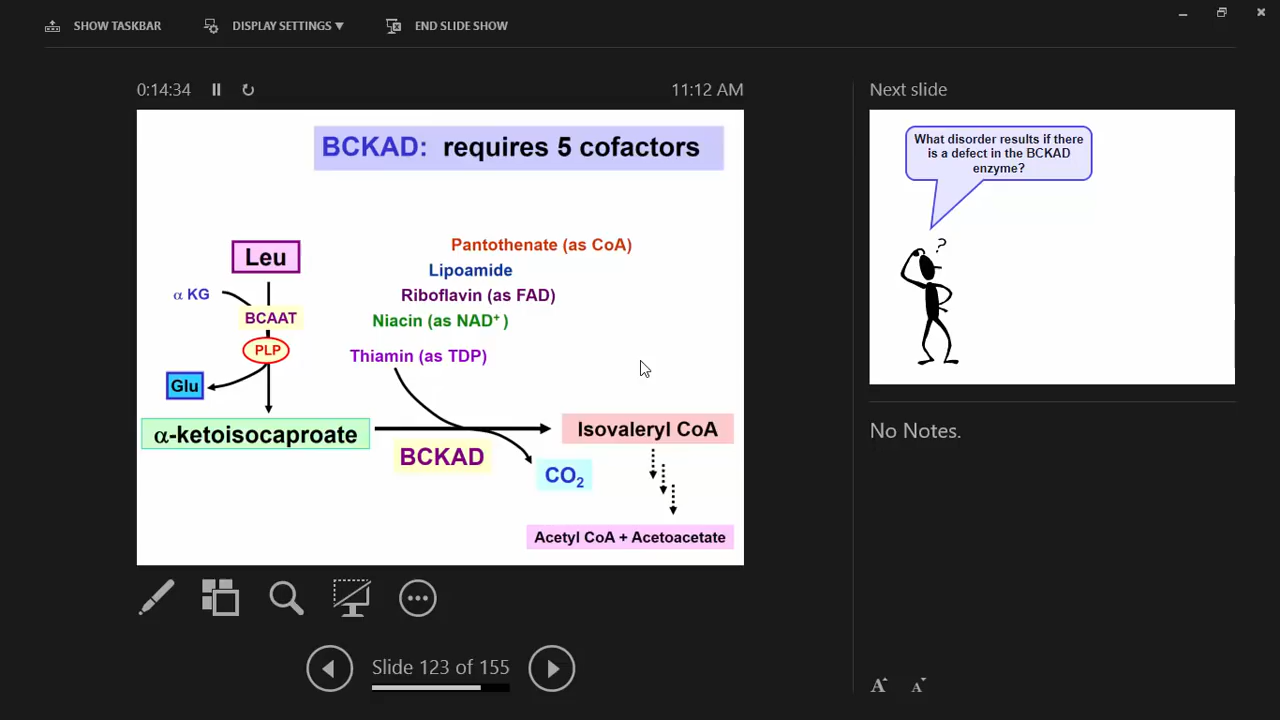 SHOW TASKBAR
DISPLAY SETTINGS ▼
END SLIDE SHOW
0:14:34
11:12 AM
BCKAD: requires 5 cofactors
Pantothenate (as CoA)
Leu
Lipoamide
α KG
Riboflavin (as FAD)
BCAAT
Niacin (as NAD⁺ )
PLP
Thiamin (as TDP)
Glu
α-ketoisocaproate
Isovaleryl CoA
BCKAD
CO₂
Acetyl CoA + Acetoacetate
Slide 123 of 155
Next slide
What disorder results if there
is a defect in the BCKAD
enzyme?
?
No Notes.
A A